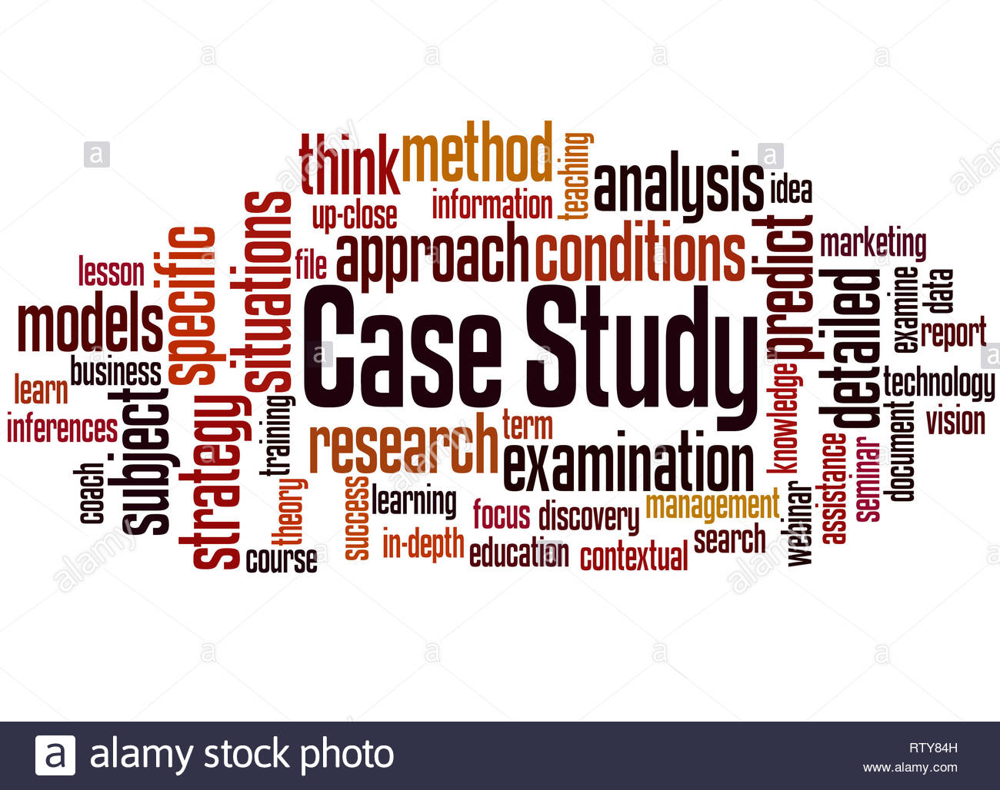 think
method
teaching
analysis
idea
up-close
information
situations
specific
file
approach
conditions
predict
marketing
lesson
models
Case Study
detailed
examine
data
report
business
learn
subject
strategy
training
inferences
knowledge
technology
document
vision
research
term
examination
assistance
seminar
coach
theory
success
learning
focus
discovery
management
webinar
course
in-depth
education
contextual
search
a alamy stock photo
RTY84H
www.alamy.com
a
alamy